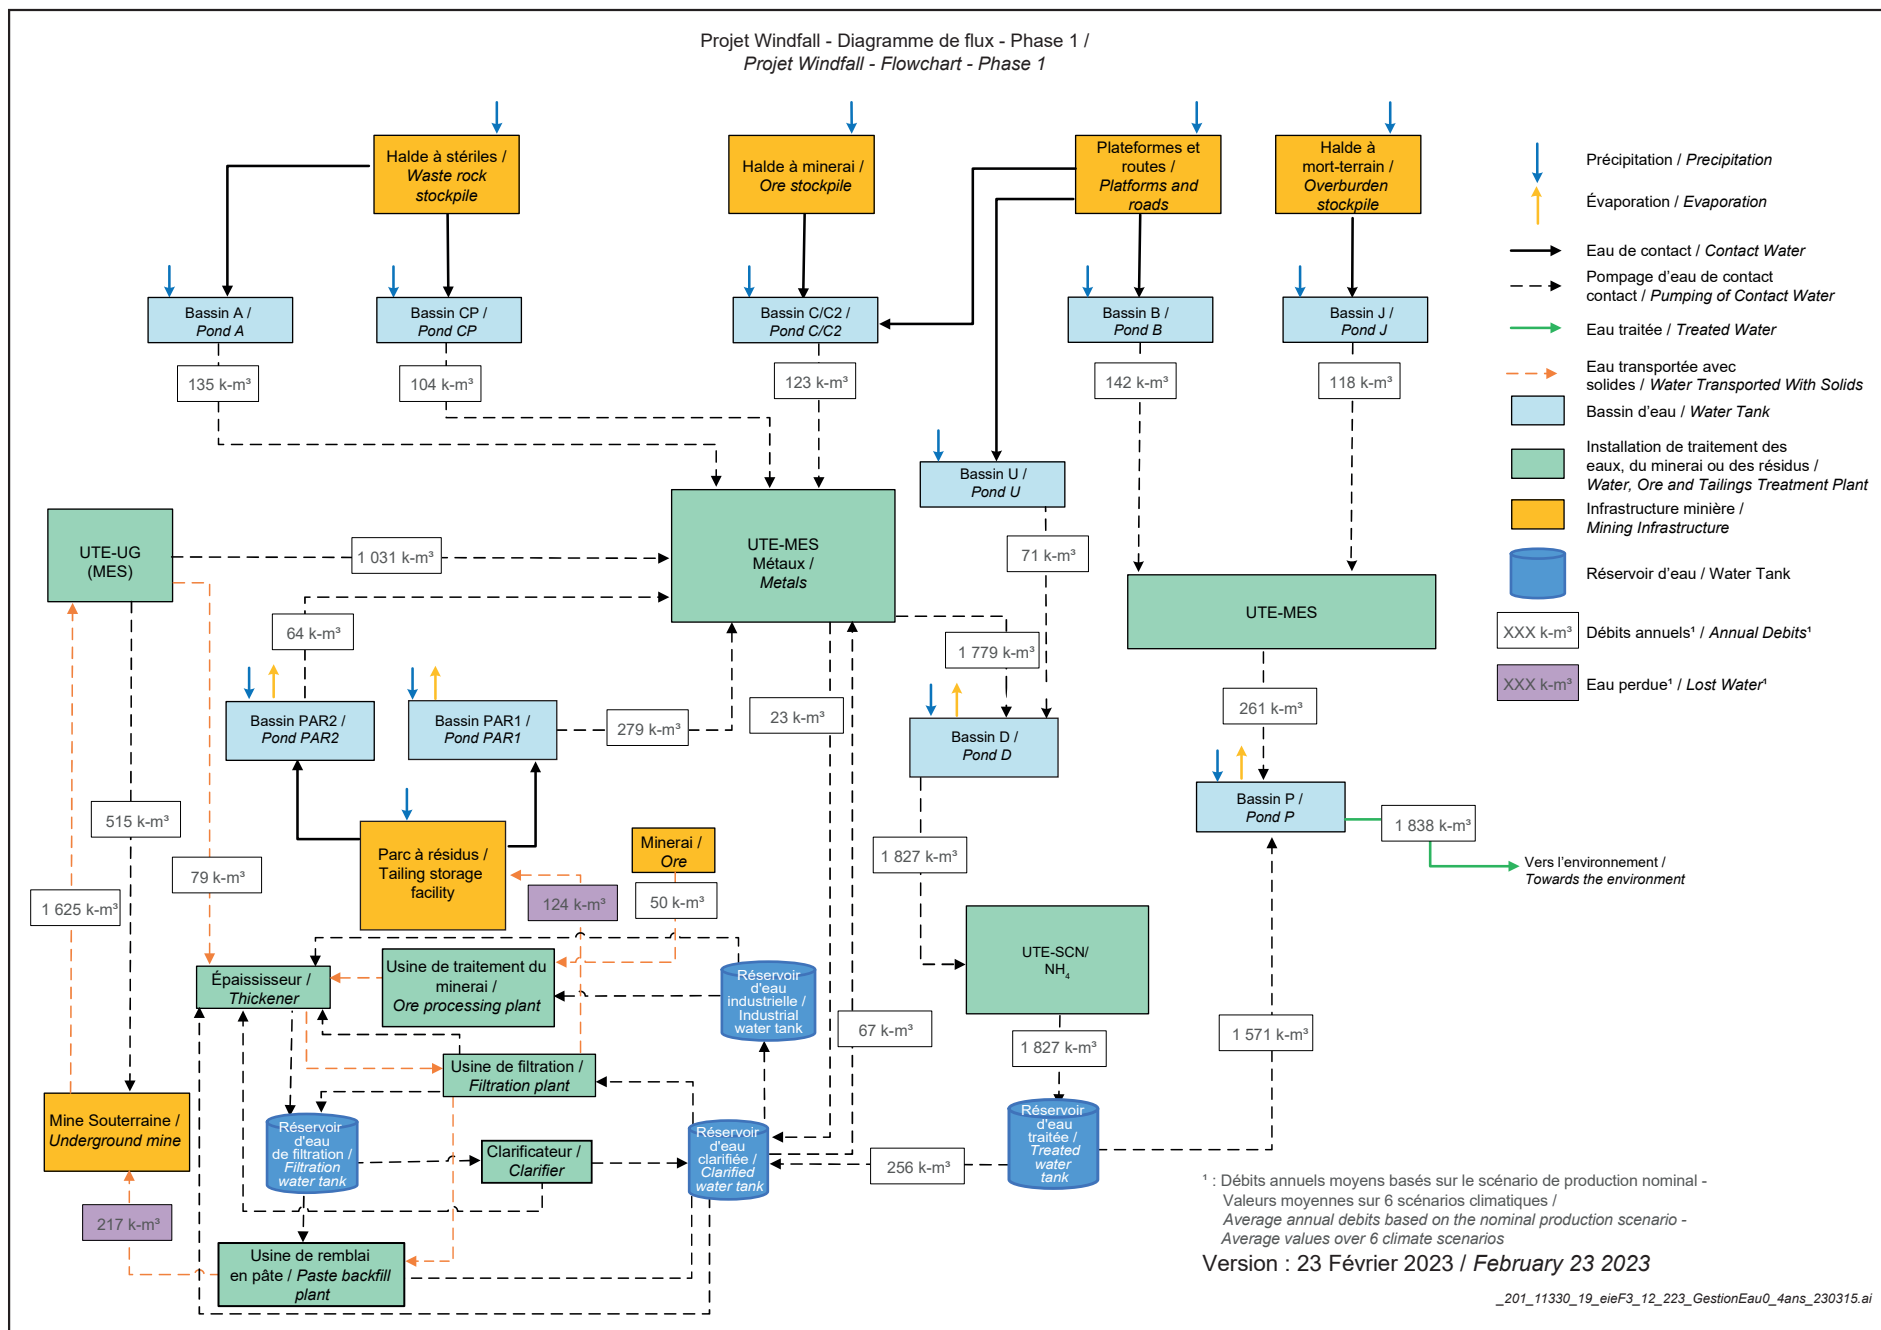 Projet Windfall - Diagramme de flux - Phase 1 /
Projet Windfall - Flowchart - Phase 1
Halde à stériles /
Waste rock
stockpile
Halde à minerai /
Ore stockpile
Plateformes et
routes /
Platforms and
roads
Halde à
mort-terrain /
Overburden
stockpile
Bassin A /
Pond A
Bassin CP /
Pond CP
Bassin C/C2 /
Pond C/C2
Bassin B /
Pond B
Bassin J /
Pond J
135 k-m³
104 k-m³
123 k-m³
142 k-m³
118 k-m³
Bassin U /
Pond U
UTE-UG
(MES)
1 031 k-m³
UTE-MES
Métaux /
Metals
71 k-m³
UTE-MES
64 k-m³
1 779 k-m³
Bassin PAR2 /
Pond PAR2
Bassin PAR1 /
Pond PAR1
279 k-m³
23 k-m³
Bassin D /
Pond D
261 k-m³
Bassin P /
Pond P
1 838 k-m³
Vers l'environnement /
Towards the environment
515 k-m³
79 k-m³
1 625 k-m³
Parc à résidus /
Tailing storage
facility
Minerai /
Ore
124 k-m³
50 k-m³
1 827 k-m³
UTE-SCN/
NH₄
Épaississeur /
Thickener
Usine de traitement du
minerai /
Ore processing plant
Réservoir
d'eau
industrielle /
Industrial
water tank
67 k-m³
1 827 k-m³
1 571 k-m³
Usine de filtration /
Filtration plant
Mine Souterraine /
Underground mine
Réservoir
d'eau
de filtration /
Filtration
water tank
Clarificateur /
Clarifier
Réservoir
d'eau
clarifiée /
Clarified
water tank
256 k-m³
Réservoir
d'eau
traitée /
Treated
water
tank
217 k-m³
Usine de remblai
en pâte / Paste backfill
plant
Précipitation / Precipitation
Évaporation / Evaporation
Eau de contact / Contact Water
Pompage d'eau de contact
contact / Pumping of Contact Water
Eau traitée / Treated Water
Eau transportée avec
solides / Water Transported With Solids
Bassin d'eau / Water Tank
Installation de traitement des
eaux, du minerai ou des résidus /
Water, Ore and Tailings Treatment Plant
Infrastructure minière /
Mining Infrastructure
Réservoir d'eau / Water Tank
XXX k-m³
Débits annuels¹ / Annual Debits¹
XXX k-m³
Eau perdue¹ / Lost Water¹
¹ : Débits annuels moyens basés sur le scénario de production nominal -
Valeurs moyennes sur 6 scénarios climatiques /
Average annual debits based on the nominal production scenario -
Average values over 6 climate scenarios
Version : 23 Février 2023 / February 23 2023
_201_11330_19_eieF3_12_223_GestionEau0_4ans_230315.ai